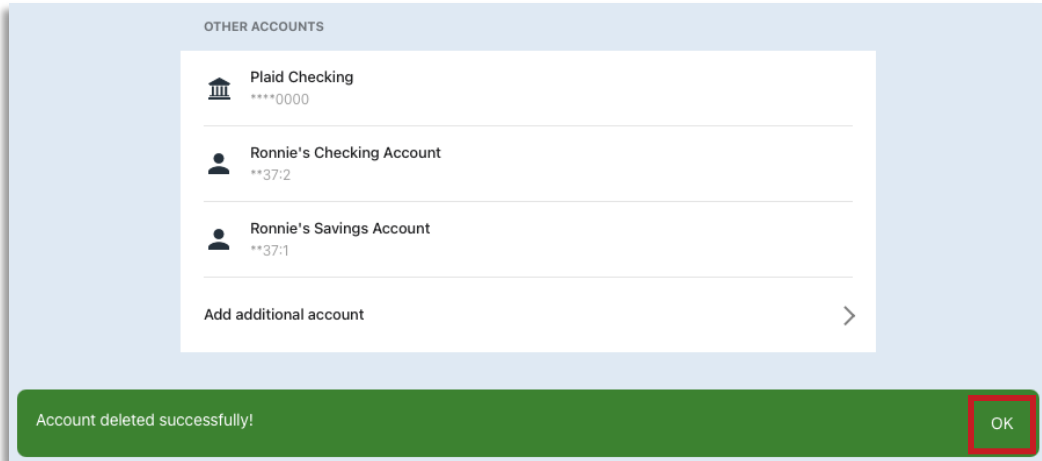 OTHER ACCOUNTS
Plaid Checking
****0000
Ronnie's Checking Account
**37:2
Ronnie's Savings Account
**37:1
Add additional account
Account deleted successfully!
OK